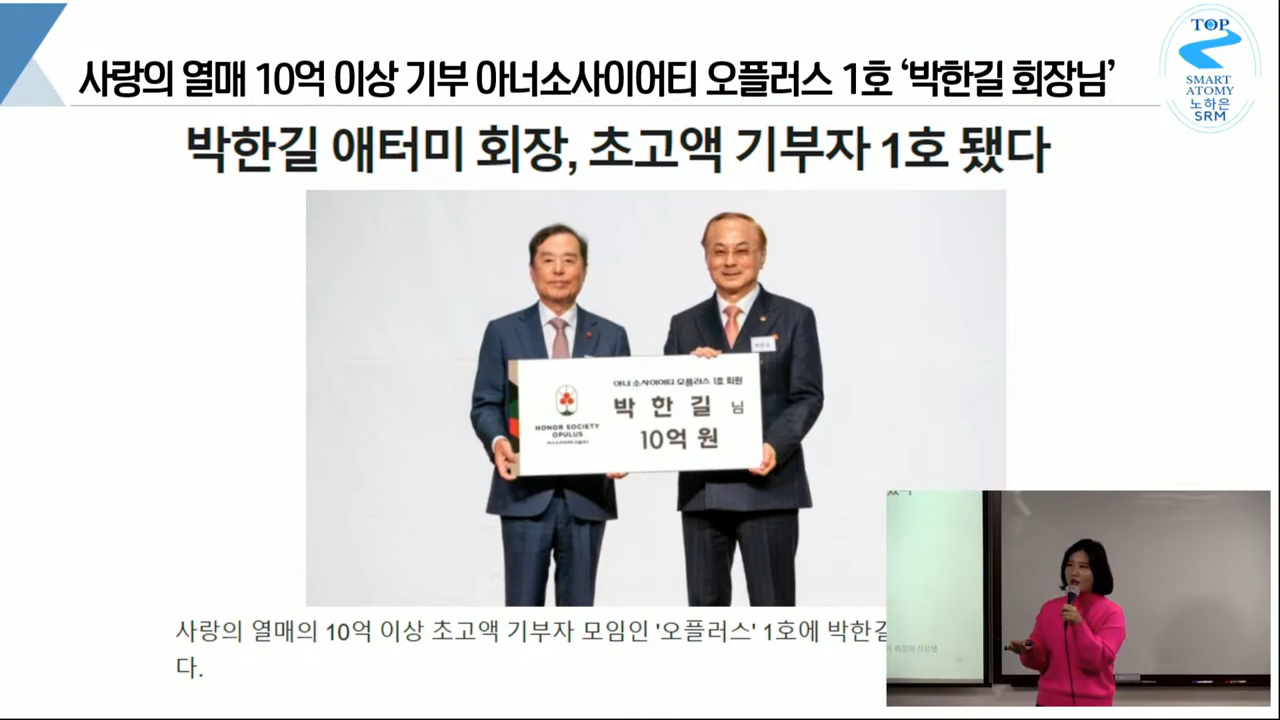 사랑의 열매 10억 이상 기부 아너소사이어티 오플러스 1호 ‘박한길 회장님’
TOP
SMART
ATOMY
노하은
SRM
박한길 애터미 회장, 초고액 기부자 1호 됐다
아너 소사이어티 오플러스 1호 회원
박한길 님
10억 원
HONOR SOCIETY
OPULUS
사랑의 열매의 10억 이상 초고액 기부자 모임인 '오플러스' 1호에 박한길
다.